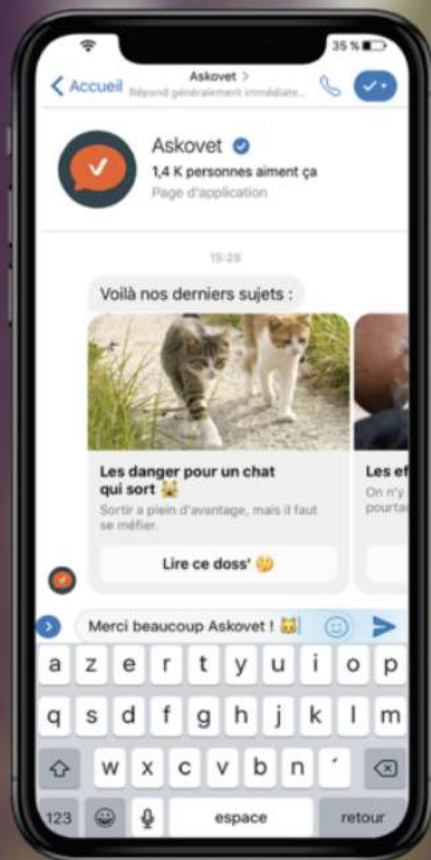 35 %
Accueil
Askovet >
Répond généralement immédiate...
Askovet
1,4 K personnes aiment ça
Page d'application
15:28
Voilà nos derniers sujets :
Les danger pour un chat
qui sort 🙀
Sortir a plein d'avantage, mais il faut
se méfier.
Lire ce doss' 🤔
Les ef
On n'y
pourta
Merci beaucoup Askovet ! 😽
a z e r t y u i o p
q s d f g h j k l m
w x c v b n ´
123
espace
retour